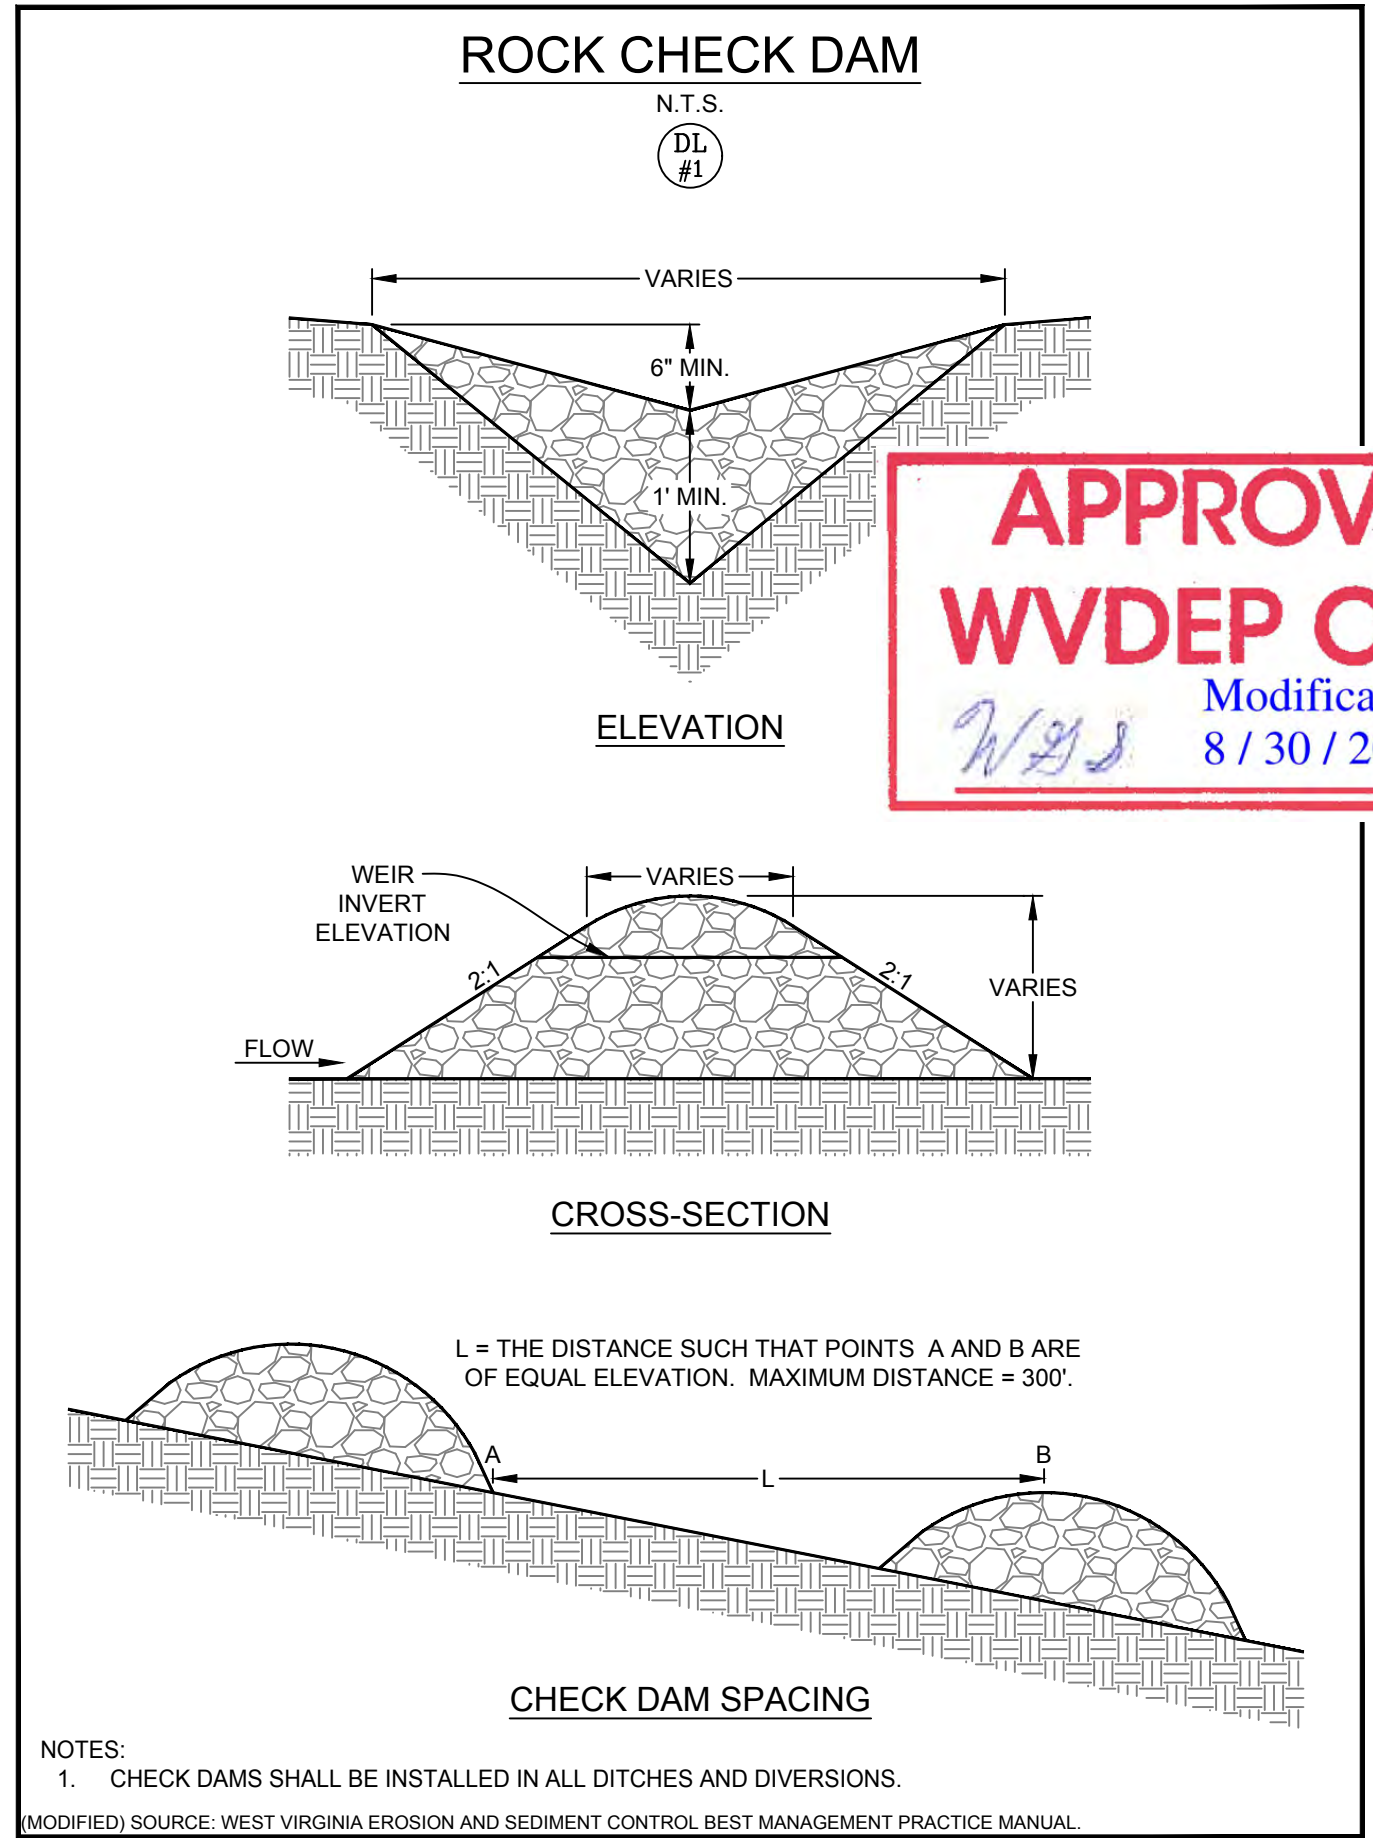 ROCK CHECK DAM
N.T.S.
DL
#1
VARIES
6" MIN.
1' MIN.
ELEVATION
APPROV
WVDEP O
Modifica
8 / 30 / 2
WEIR
INVERT
ELEVATION
VARIES
2:1
2:1
VARIES
FLOW
CROSS-SECTION
L = THE DISTANCE SUCH THAT POINTS A AND B ARE
OF EQUAL ELEVATION. MAXIMUM DISTANCE = 300'.
A
B
L
CHECK DAM SPACING
NOTES:
1. CHECK DAMS SHALL BE INSTALLED IN ALL DITCHES AND DIVERSIONS.
(MODIFIED) SOURCE: WEST VIRGINIA EROSION AND SEDIMENT CONTROL BEST MANAGEMENT PRACTICE MANUAL.